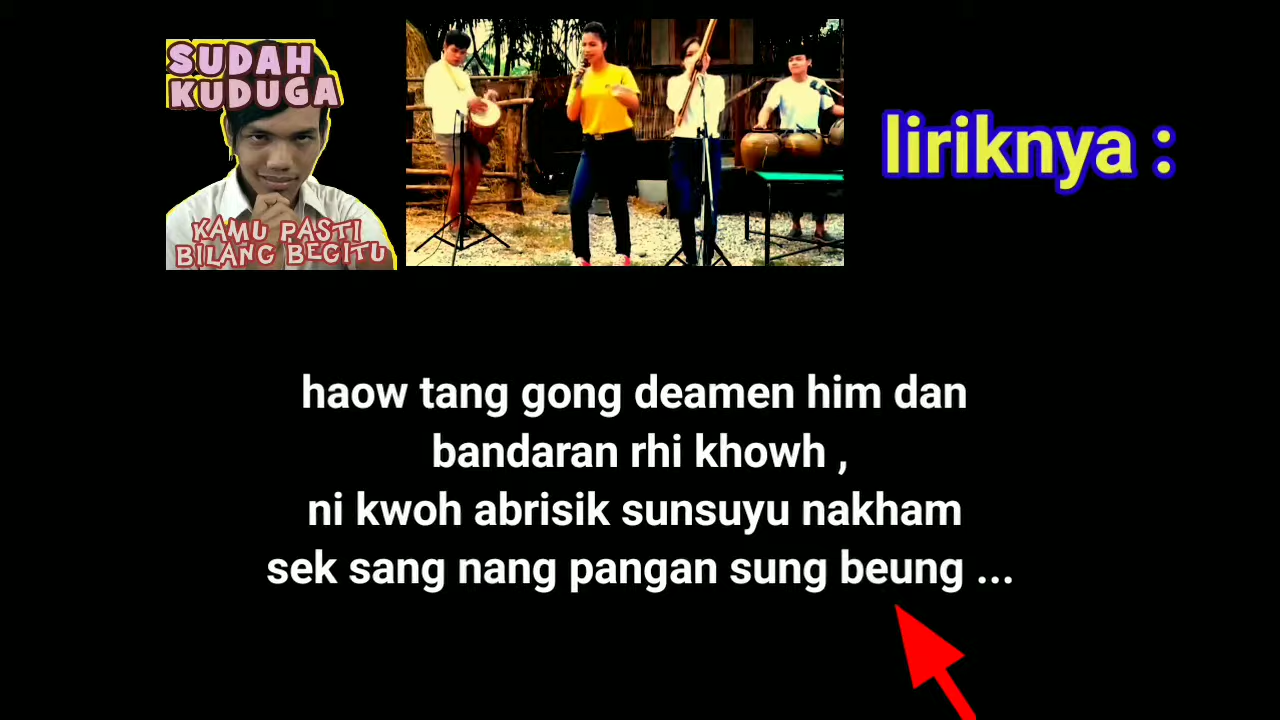 SUDAH
KUDUGA
KAMU PASTI
BILANG BEGITU
liriknya :
haow tang gong deamen him dan
bandaran rhi khowh ,
ni kwoh abrisik sunsuyu nakham
sek sang nang pangan sung beung ...